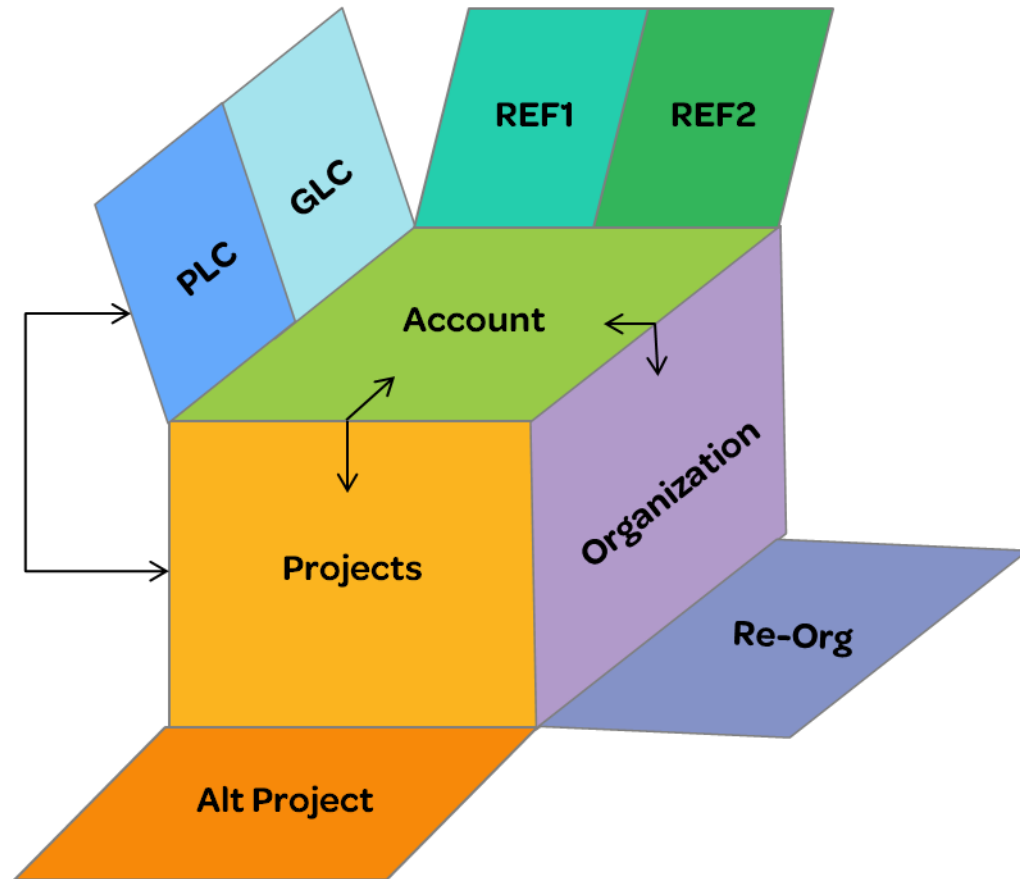 REF1
REF2
GLC
PLC
Account
Organization
Projects
Re-Org
Alt Project